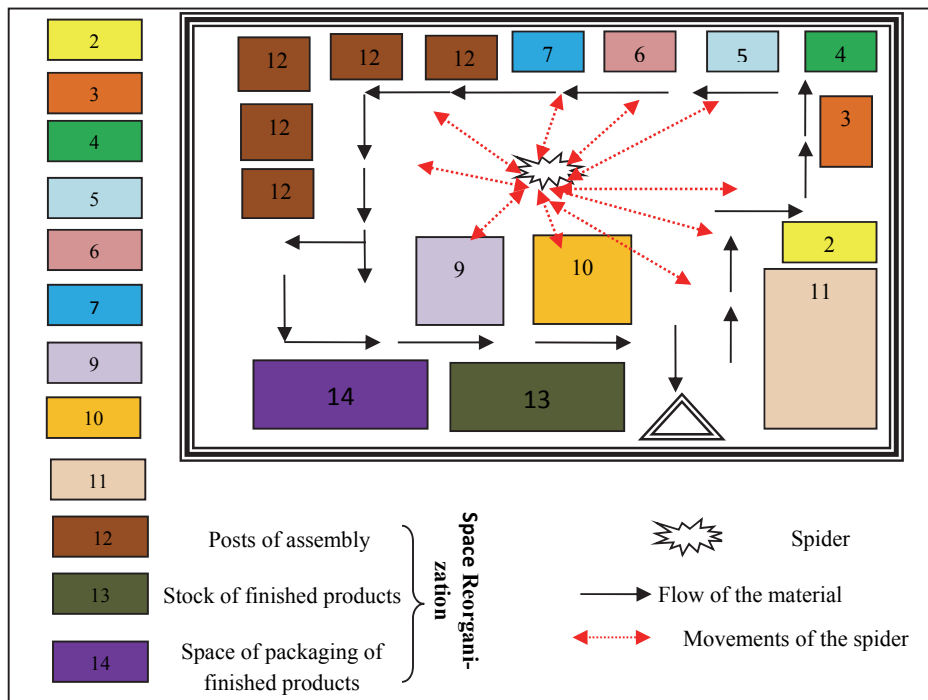 2
3
4
5
6
7
9
10
11
12 Posts of assembly
13 Stock of finished products
14 Space of packaging of
finished products
Space Reorgani-
zation
12 12 12 7 6 5 4
12 3
12
2
9 10 11
14 13
Spider
Flow of the material
Movements of the spider